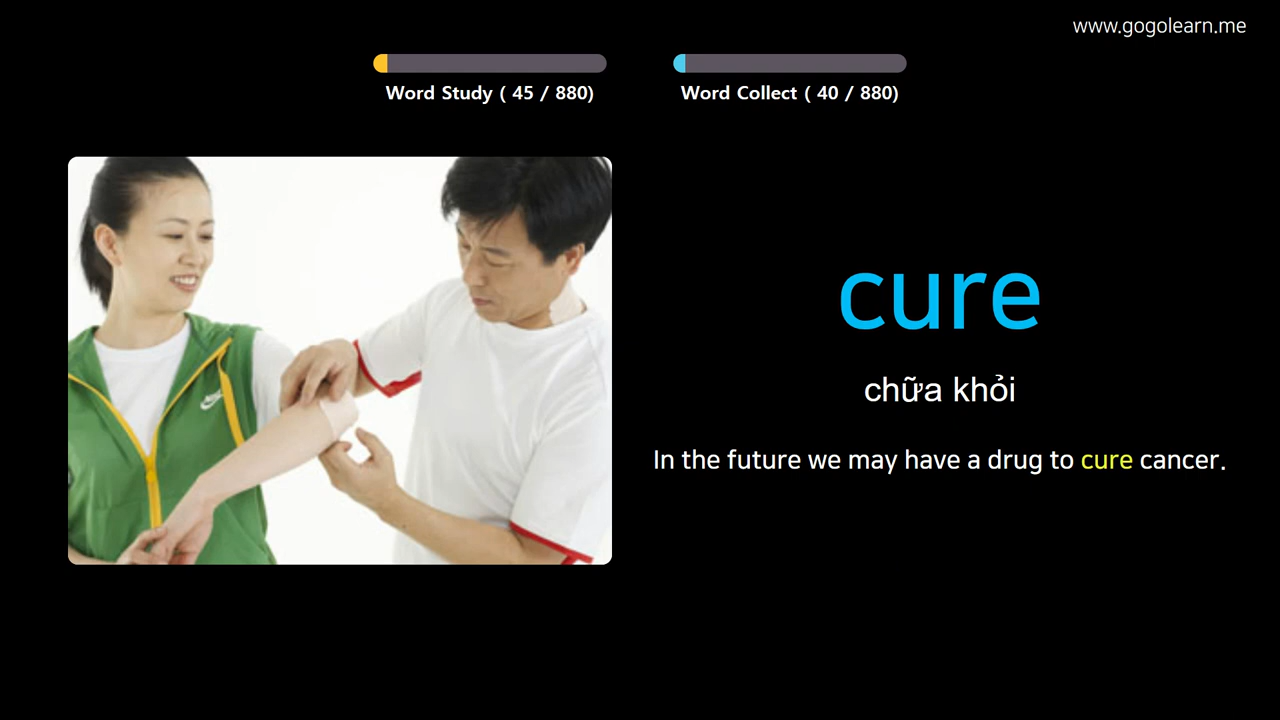 www.gogolearn.me
Word Study ( 45 / 880)
Word Collect ( 40 / 880)
cure
chữa khỏi
In the future we may have a drug to cure cancer.